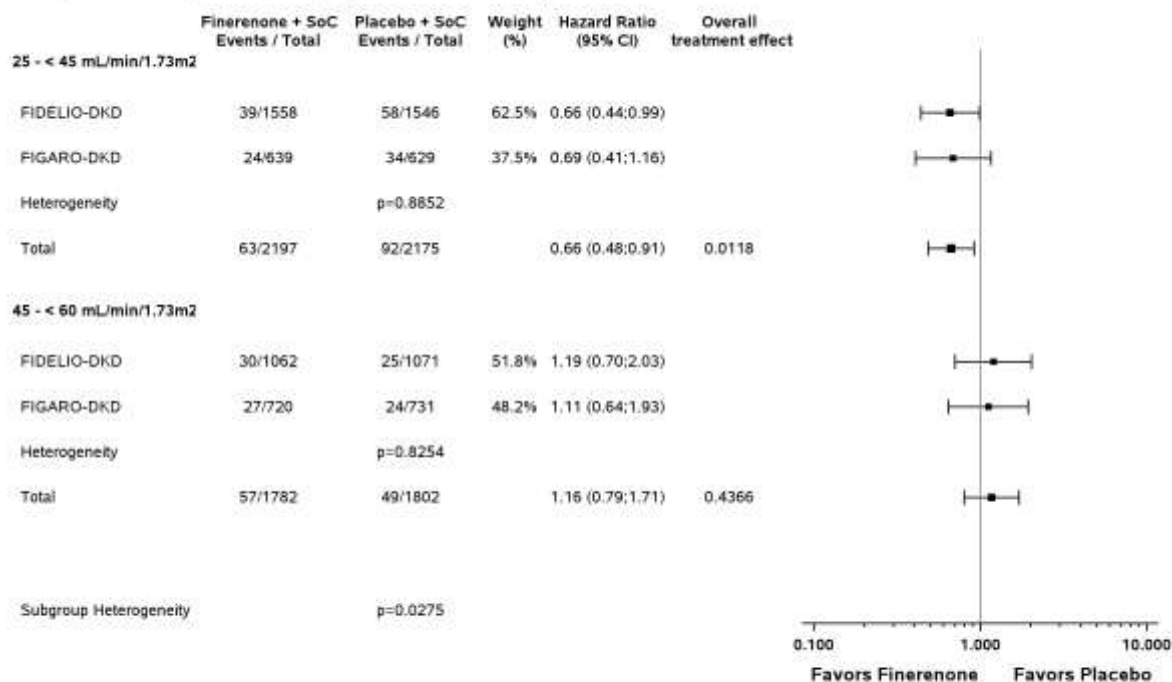 Finerenone + SoC Placebo + SoC Weight Hazard Ratio Overall
Events / Total Events / Total (%) (95% CI) treatment effect
25 - < 45 mL/min/1.73m2
FIDELIO-DKD 39/1558 58/1546 62.5% 0.66 (0.44;0.99)
FIGARO-DKD 24/639 34/629 37.5% 0.69 (0.41;1.16)
Heterogeneity p=0.8852
Total 63/2197 92/2175 0.66 (0.48;0.91) 0.0118
45 - < 60 mL/min/1.73m2
FIDELIO-DKD 30/1062 25/1071 51.8% 1.19 (0.70;2.03)
FIGARO-DKD 27/720 24/731 48.2% 1.11 (0.64;1.93)
Heterogeneity p=0.8254
Total 57/1782 49/1802 1.16 (0.79;1.71) 0.4366
Subgroup Heterogeneity p=0.0275
0.100 1.000 10.000
Favors Finerenone Favors Placebo